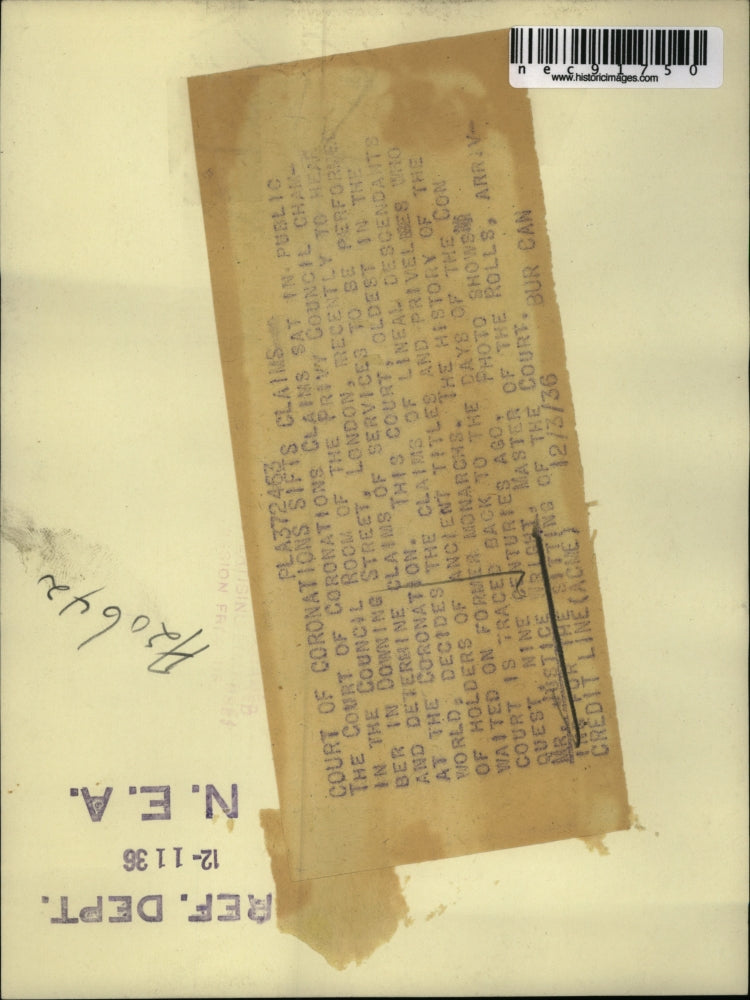 nec91750
www.historicimages.com
PLA372463
COURT OF CORONATIONS SIFTS CLAIMS
THE COURT OF CORONATIONS CLAIMS SAT IN PUBLIC
IN THE COUNCIL ROOM OF THE PRIVY COUNCIL CHAM-
BER IN DOWNING STREET, LONDON, RECENTLY TO HEAR
AND DETERMINE CLAIMS OF SERVICES TO BE PERFORMED
AT THE CORONATION. THIS COURT, OLDEST IN THE
WORLD, DECIDES THE CLAIMS OF LINEAL DESCENDANTS
OF HOLDERS OF ANCIENT TITLES AND PRIVELEGES WHO
WAITED ON FORMER MONARCHS. THE HISTORY OF THE
COURT IS TRACED BACK TO THE DAYS OF THE CON
QUEST NINE CENTURIES AGO. PHOTO SHOWS
MR. JUSTICE WRIGHT, MASTER OF THE ROLLS, ARRIV-
FOR THE SITTING OF THE COURT.
CREDIT LINE (ACME) 12/3/36 BUR CAN
N.E.A.
12-11 36
REF. DEPT.